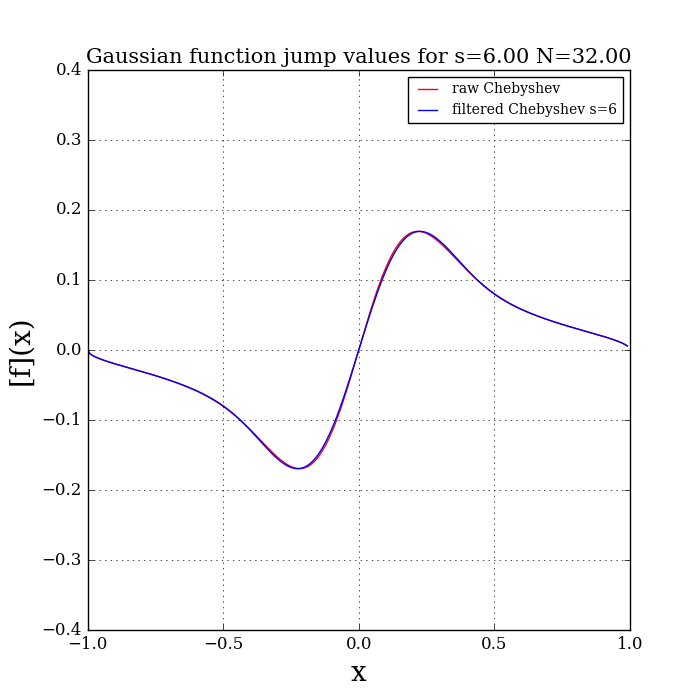 Gaussian function jump values for s=6.00 N=32.00
raw Chebyshev
filtered Chebyshev s=6
0.4
0.3
0.2
0.1
0.0
−0.1
−0.2
−0.3
−0.4
[f](x)
−1.0 −0.5 0.0 0.5 1.0
x